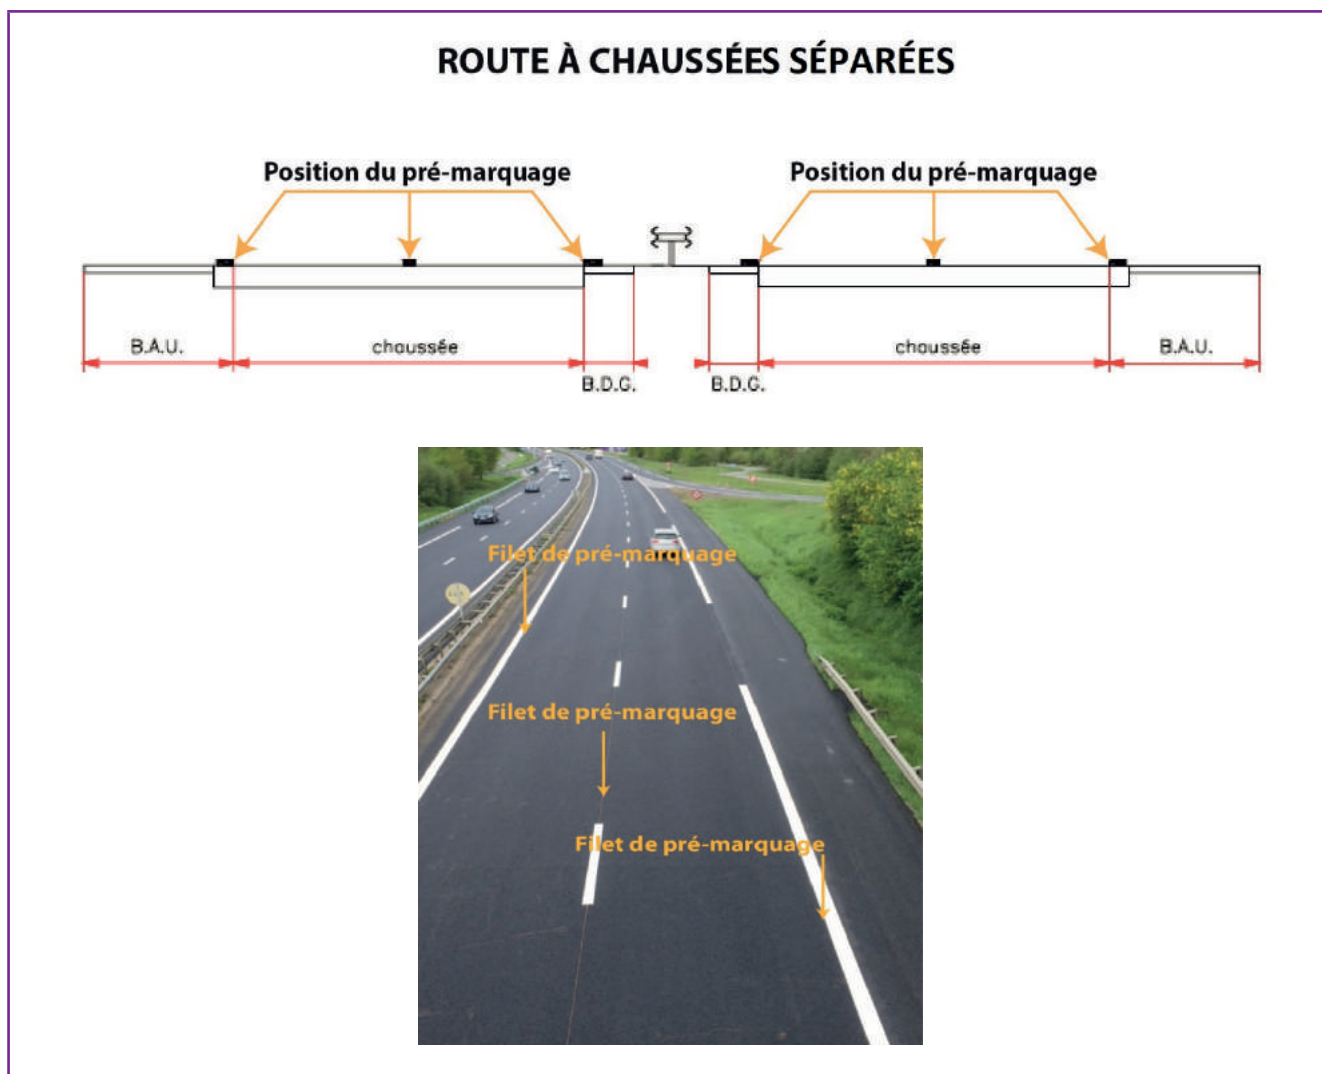 ROUTE À CHAUSSÉES SÉPARÉES
Position du pré-marquage
Position du pré-marquage
B.A.U.
chaussée
B.D.G.
B.D.G.
chaussée
B.A.U.
Filet de pré-marquage
Filet de pré-marquage
Filet de pré-marquage